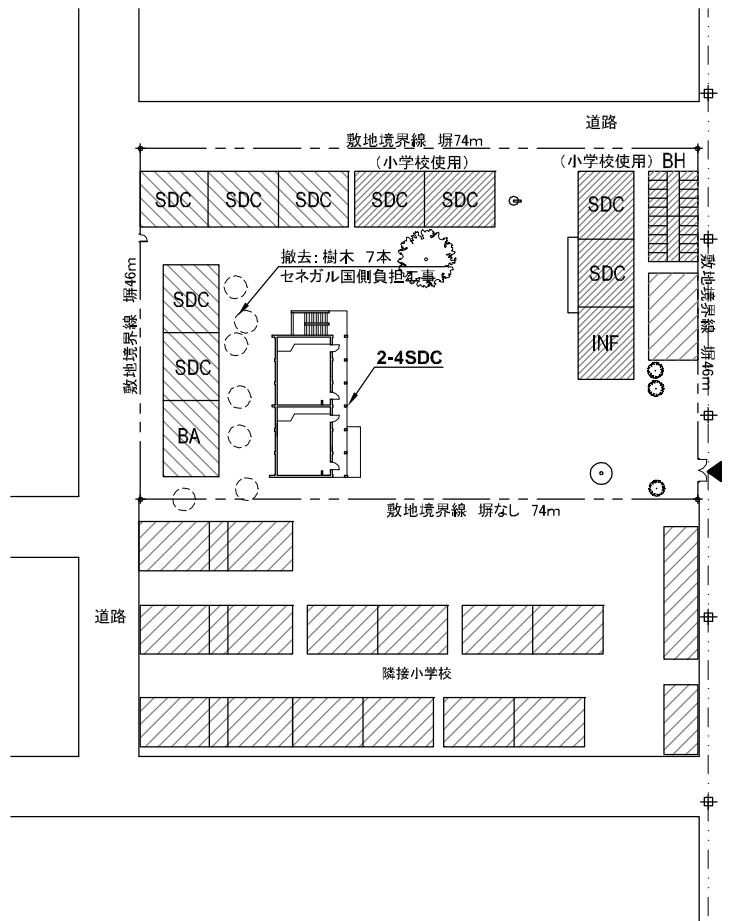 道路
敷地境界線 塀74m
(小学校使用)
(小学校使用)
BH
SDC
SDC
SDC
SDC
SDC
SDC
撤去: 樹木 7本
セネガル国側負担工事
敷地境界線 塀46m
SDC
SDC
BA
2-4SDC
SDC
INF
敷地境界線 塀46m
敷地境界線 塀なし 74m
道路
隣接小学校